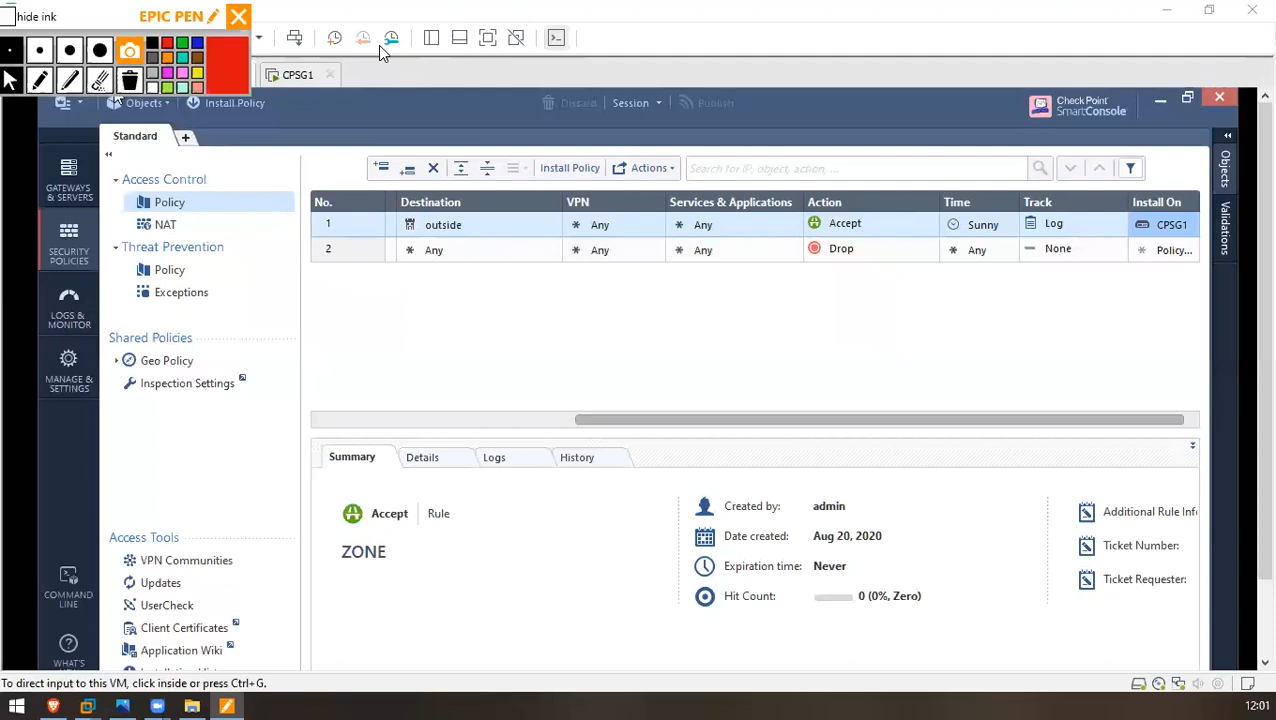 hide ink
EPIC PEN
CPSG1
Objects
Install Policy
Discard
Session
Publish
Check Point
SmartConsole
Standard
Access Control
Policy
NAT
Threat Prevention
Policy
Exceptions
Shared Policies
Geo Policy
Inspection Settings
Access Tools
VPN Communities
Updates
UserCheck
Client Certificates
Application Wiki
GATEWAYS
& SERVERS
SECURITY
POLICIES
LOGS &
MONITOR
MANAGE &
SETTINGS
COMMAND
LINE
WHAT'S
Install Policy
Actions
Search for IP, object, action, ...
No. Destination VPN Services & Applications Action Time Track Install On
1 outside Any Any Accept Sunny Log CPSG1
2 Any Any Any Drop Any None Policy...
Summary
Details
Logs
History
Accept Rule
ZONE
Created by: admin
Date created: Aug 20, 2020
Expiration time: Never
Hit Count: 0 (0%, Zero)
Additional Rule Inf
Ticket Number:
Ticket Requester:
Objects
Validations
To direct input to this VM, click inside or press Ctrl+G.
12:01